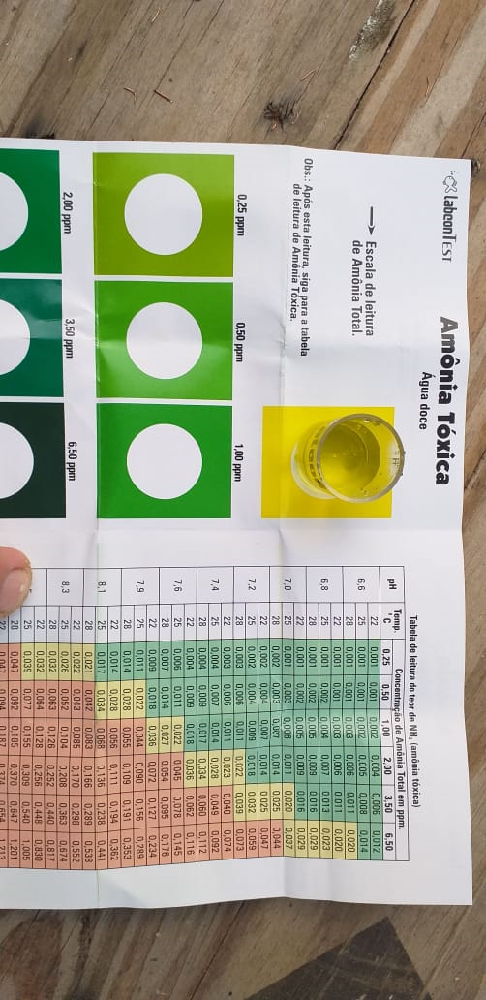 LabconTEST
Amônia Tóxica
Água doce
Escala de leitura
de Amônia Total.
Obs.: Após esta leitura, siga para a tabela
de leitura de Amônia Tóxica.
0,25 ppm 0,50 ppm 1,00 ppm
2,00 ppm 3,50 ppm 6,50 ppm
Tabela de leitura do teor de NH₃ (amônia tóxica)
pH Temp. °C Concentração de Amônia Total em ppm.
0,25 0,50 1,00 2,00 3,50 6,50
22 0,001 0,001 0,002 0,004 0,006 0,012
6,6 25 0,001 0,001 0,002 0,005 0,008 0,014
28 0,001 0,001 0,003 0,006 0,011 0,020
22 0,001 0,001 0,003 0,006 0,011 0,020
6,8 25 0,001 0,002 0,004 0,007 0,013 0,023
28 0,001 0,002 0,005 0,009 0,016 0,029
22 0,001 0,002 0,005 0,009 0,016 0,029
7,0 25 0,001 0,006 0,011 0,020 0,037
28 0,002 0,003 0,007 0,014 0,025 0,044
22 0,002 0,004 0,007 0,014 0,025 0,047
7,2 25 0,002 0,004 0,009 0,018 0,032 0,059
28 0,003 0,006 0,011 0,022 0,039 0,073
22 0,003 0,006 0,011 0,023 0,040 0,074
7,4 25 0,004 0,007 0,014 0,028 0,049 0,092
28 0,004 0,009 0,017 0,034 0,060 0,112
22 0,009 0,018 0,036 0,062 0,116
7,6 25 0,006 0,011 0,022 0,045 0,078 0,145
28 0,007 0,014 0,027 0,054 0,095 0,176
22 0,009 0,018 0,036 0,072 0,127 0,234
7,9 25 0,011 0,022 0,044 0,090 0,156 0,289
28 0,014 0,028 0,055 0,109 0,191 0,353
22 0,014 0,028 0,056 0,111 0,194 0,362
8,1 25 0,017 0,034 0,068 0,136 0,238 0,441
28 0,021 0,042 0,083 0,166 0,289 0,538
22 0,022 0,043 0,085 0,170 0,298 0,552
8,3 25 0,026 0,052 0,104 0,208 0,363 0,674
28 0,032 0,063 0,126 0,252 0,440 0,817
22 0,032 0,064 0,128 0,256 0,448 0,830
25 0,039 0,077 0,155 0,309 0,540
28 0,047 0,092 0,185 0,370 0,647
22